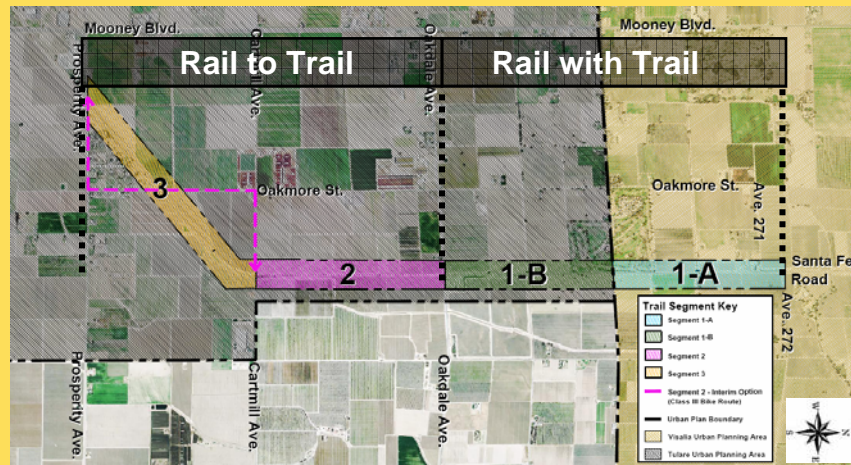 Mooney Blvd.
Mooney Blvd.
Rail to Trail
Rail with Trail
Prosperity Ave.
Cartmill Ave.
Oakdale Ave.
3
Oakmore St.
Oakmore St.
Ave. 271
2
1-B
1-A
Santa Fe
Road
Ave. 272
Prosperity Ave.
Cartmill Ave.
Oakdale Ave.
Trail Segment Key
Segment 1-A
Segment 1-B
Segment 2
Segment 3
Segment 2 - Interim Option
(Class III Bike Route)
Urban Plan Boundary
Visalia Urban Planning Area
Tulare Urban Planning Area
W
S
N
E